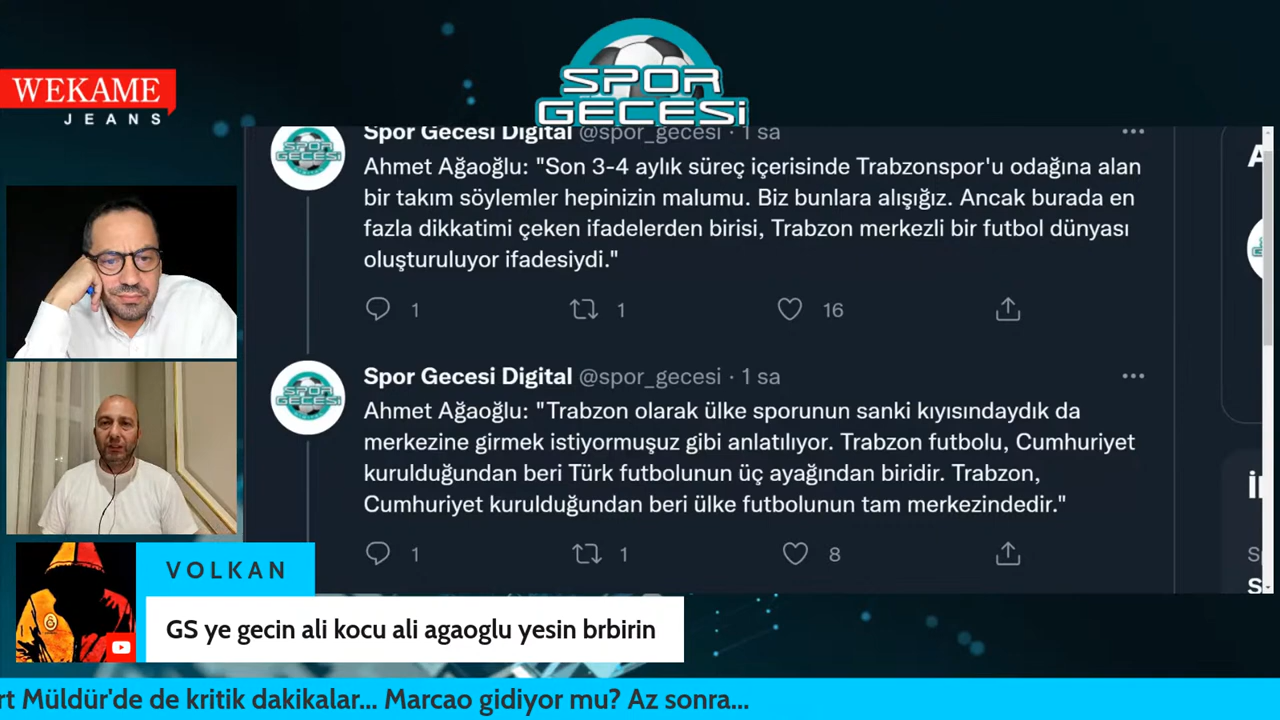 SPOR
GECESi
WEKAME
JEANS
Spor Gecesi Digital @spor_gecesi · 1 sa
SPOR
GECESi
Ahmet Ağaoğlu: "Son 3-4 aylık süreç içerisinde Trabzonspor'u odağına alan
bir takım söylemler hepinizin malumu. Biz bunlara alışığız. Ancak burada en
fazla dikkatimi çeken ifadelerden birisi, Trabzon merkezli bir futbol dünyası
oluşturuluyor ifadesiydi."
1 1 16
Spor Gecesi Digital @spor_gecesi · 1 sa
SPOR
GECESi
Ahmet Ağaoğlu: "Trabzon olarak ülke sporunun sanki kıyısındaydık da
merkezine girmek istiyormuşuz gibi anlatılıyor. Trabzon futbolu, Cumhuriyet
kurulduğundan beri Türk futbolunun üç ayağından biridir. Trabzon,
Cumhuriyet kurulduğundan beri ülke futbolunun tam merkezindedir."
1 1 8
VOLKAN
GS ye gecin ali kocu ali agaoglu yesin brbirin
rt Müldür'de de kritik dakikalar... Marcao gidiyor mu? Az sonra...